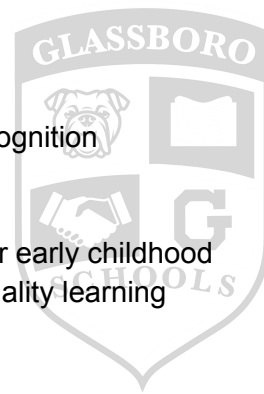 GLASSBORO
ognition
r early childhood
SCHOOLS
ality learning
G